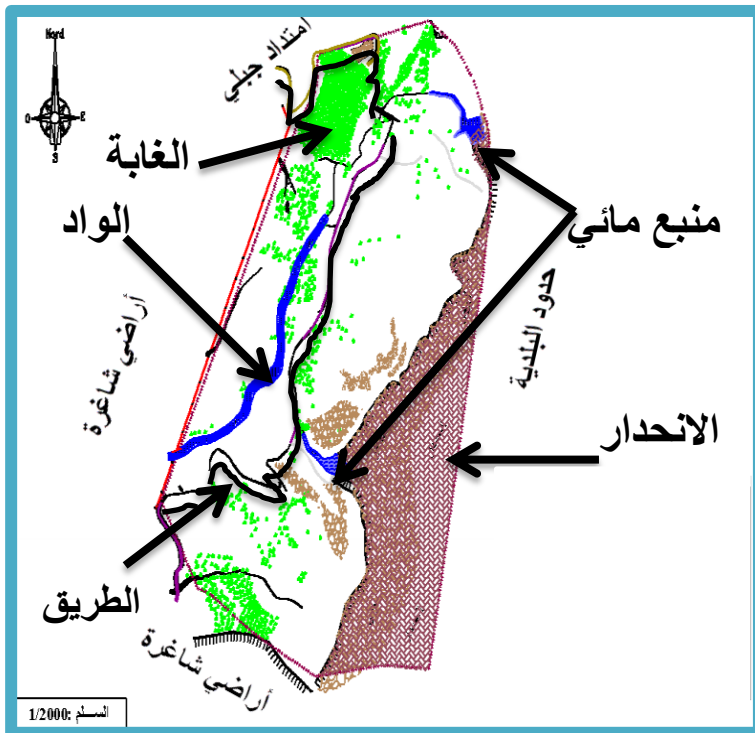 Nord
O
E
S
امتداد جبلي
الغابة
الواد
منبع مائي
حدود البلدية
أراضي شاغرة
الانحدار
الطريق
أراضي شاغرة
السلم :1/2000